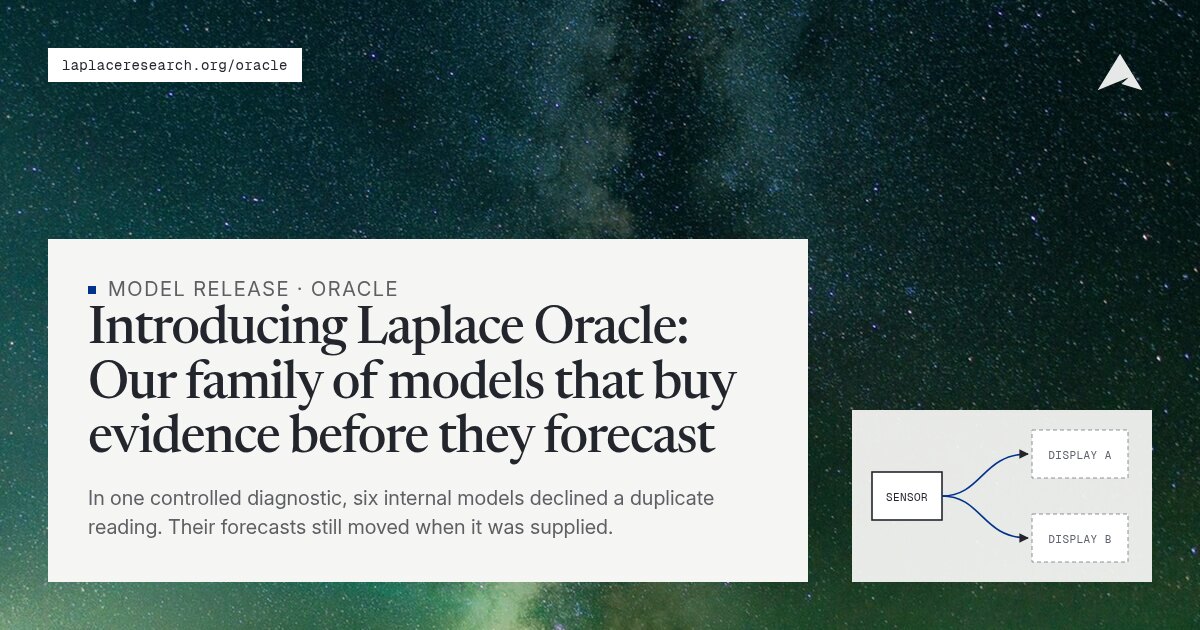 laplaceresearch.org/oracle
MODEL RELEASE · ORACLE
Introducing Laplace Oracle:
Our family of models that buy
evidence before they forecast
In one controlled diagnostic, six internal models declined a duplicate
reading. Their forecasts still moved when it was supplied.
SENSOR
DISPLAY A
DISPLAY B